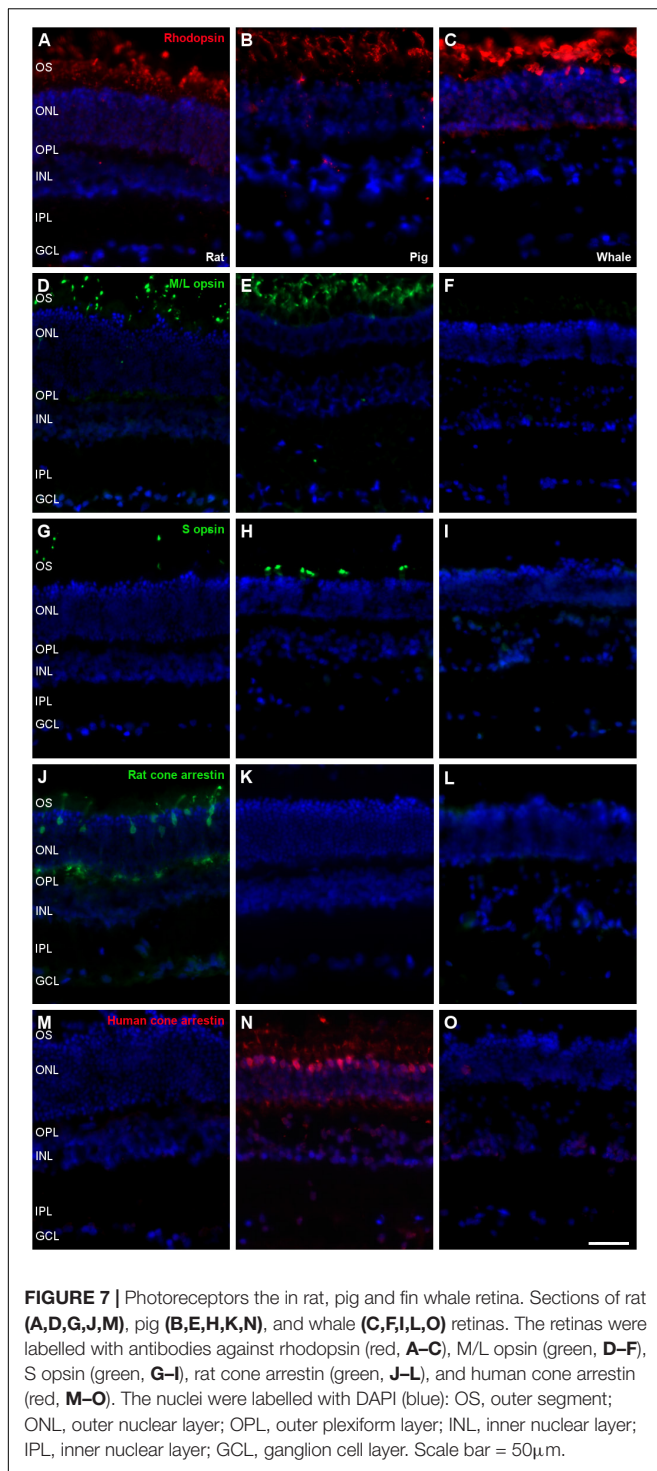 A Rhodopsin B C
OS
ONL
OPL
INL
IPL
GCL
Rat Pig Whale
D M/L opsin E F
OS
ONL
OPL
INL
IPL
GCL
G S opsin H I
OS
ONL
OPL
INL
IPL
GCL
J Rat cone arrestin K L
OS
ONL
OPL
INL
IPL
GCL
M Human cone arrestin N O
OS
ONL
OPL
INL
IPL
GCL
FIGURE 7 | Photoreceptors the in rat, pig and fin whale retina. Sections of rat
(A,D,G,J,M), pig (B,E,H,K,N), and whale (C,F,I,L,O) retinas. The retinas were
labelled with antibodies against rhodopsin (red, A–C), M/L opsin (green, D–F),
S opsin (green, G–I), rat cone arrestin (green, J–L), and human cone arrestin
(red, M–O). The nuclei were labelled with DAPI (blue): OS, outer segment;
ONL, outer nuclear layer; OPL, outer plexiform layer; INL, inner nuclear layer;
IPL, inner nuclear layer; GCL, ganglion cell layer. Scale bar = 50μm.